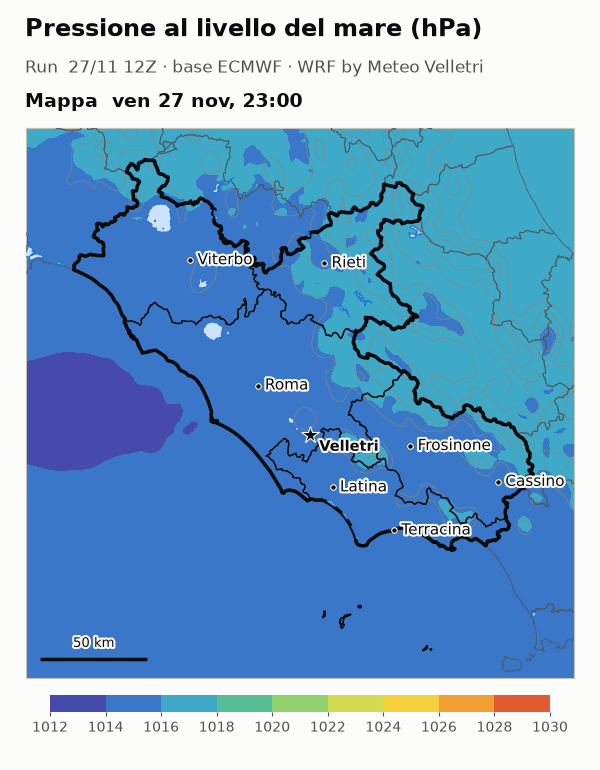 Pressione al livello del mare (hPa)
Run  27/11 12Z · base ECMWF · WRF by Meteo Velletri
Mappa  ven 27 nov, 23:00
Viterbo
Rieti
Roma
Velletri
Frosinone
Latina
Cassino
Terracina
50 km
1012 1014 1016 1018 1020 1022 1024 1026 1028 1030